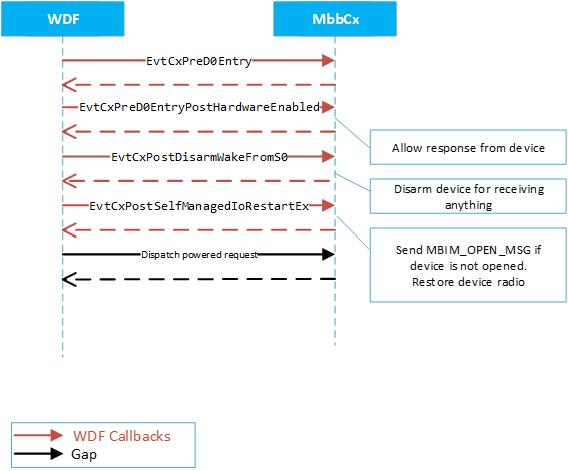 WDF
MbbCx
EvtCxPreD0Entry
EvtCxPreD0EntryPostHardwareEnabled
Allow response from device
EvtCxPostDisarmWakeFromS0
Disarm device for receiving
anything
EvtCxPostSelfManagedIoRestartEx
Send MBIM_OPEN_MSG if
device is not opened.
Restore device radio
Dispatch powered request
WDF Callbacks
Gap